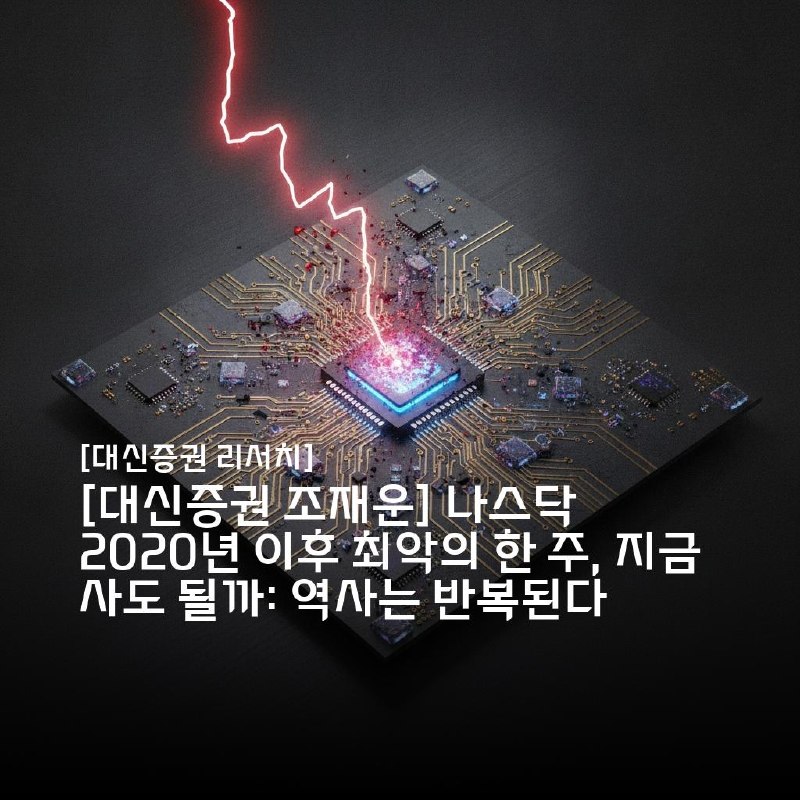 [대신증권 리서치]
[대신증권 조재운] 나스닥
2020년 이후 최악의 한 주, 지금
사도 될까: 역사는 반복된다